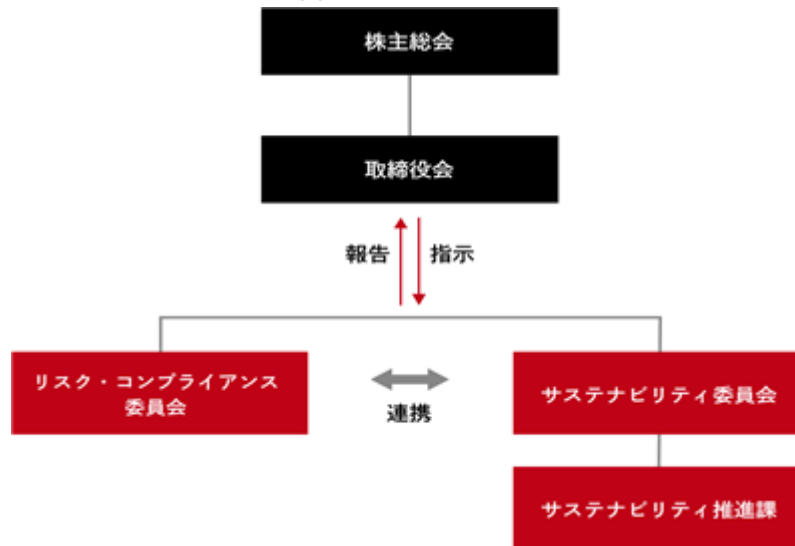 株主総会
取締役会
報告
指示
リスク・コンプライアンス
委員会
連携
サステナビリティ委員会
サステナビリティ推進課